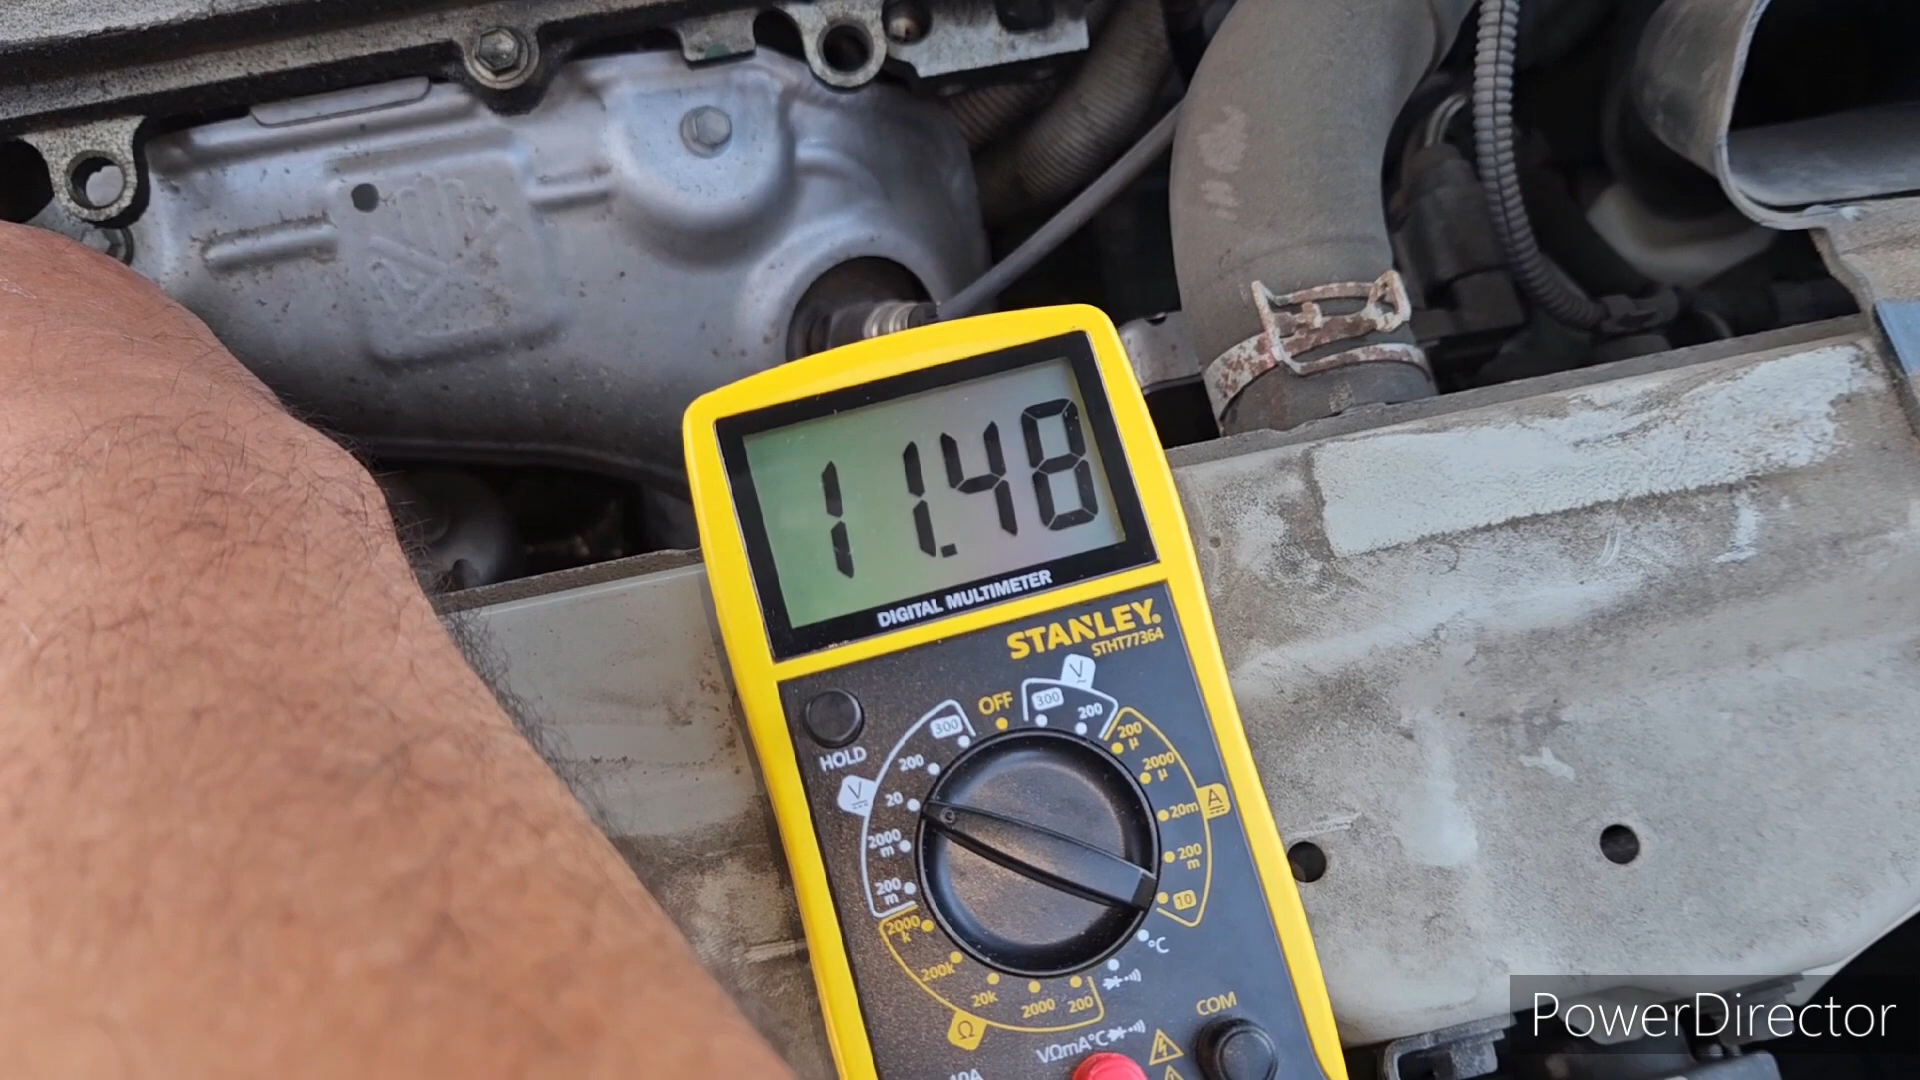 11.48
DIGITAL MULTIMETER
STANLEY®
STHT77364
HOLD
OFF
V
300
200
V
300
200
20
2000
m
200
m
200
µ
2000
µ
A
20m
200
m
10
2000
k
200k
20k
2000
200
Ω
°C
COM
VΩmA°C
10A
PowerDirector